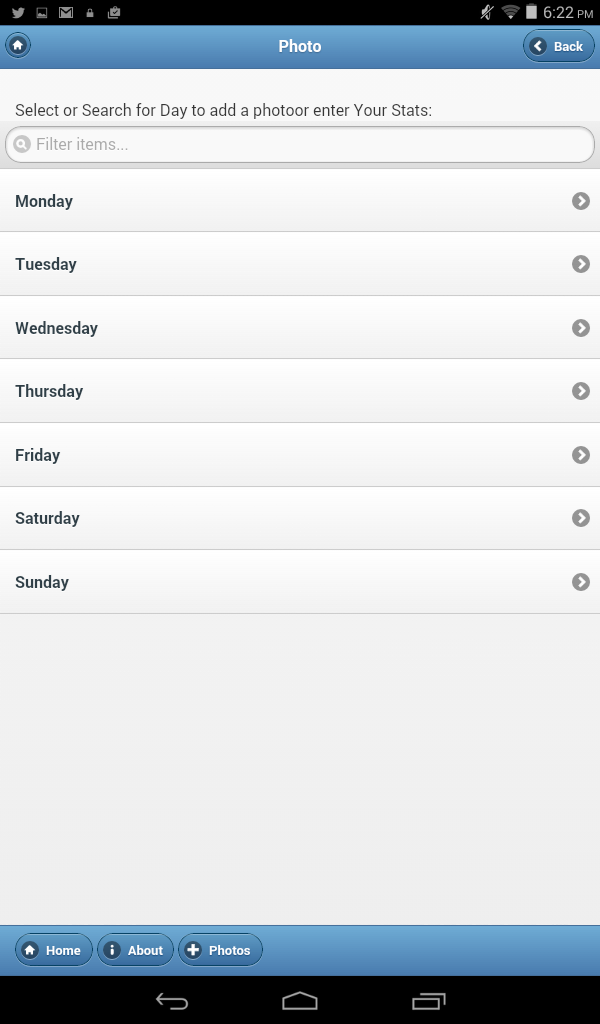 6:22 PM
Photo
Back
Select or Search for Day to add a photoor enter Your Stats:
Filter items...
Monday
Tuesday
Wednesday
Thursday
Friday
Saturday
Sunday
Home About Photos